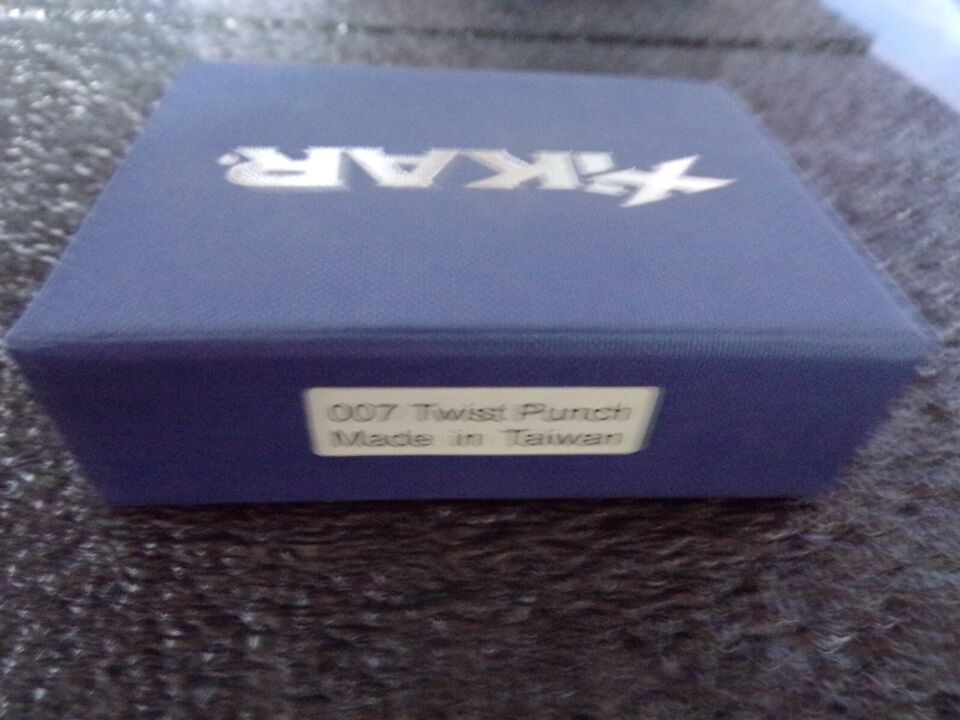 XIKAR
007 Twist Punch
Made in Taiwan